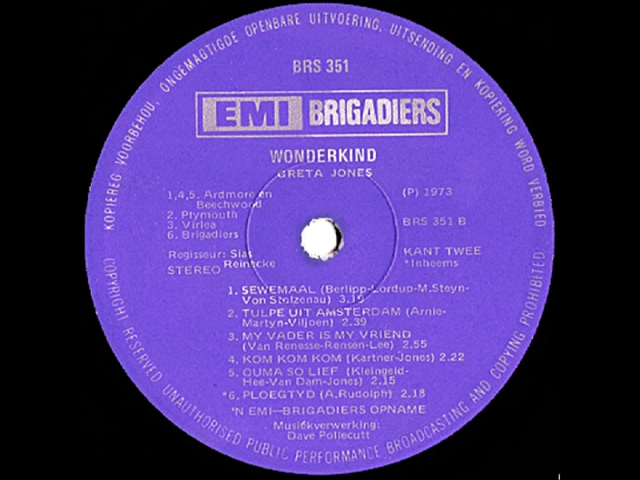 KOPIEREG VOORBEHOU, ONGEMAGTIGDE OPENBARE UITVOERING, UITSENDING EN KOPIERING WORD VERBIED
BRS 351
EMI BRIGADIERS
WONDERKIND
GRETA JONES
1,4,5. Ardmore en
Beechwood
2. Plymouth
3. Virlea
6. Brigadiers
(P) 1973
BRS 351 B
Regisseur: Sias
Reinecke
STEREO
KANT TWEE
*Inheems
1. SEWEMAAL (Berlipp-Lordup-M.Steyn-
Von Stolzenau) 3.15
2. TULPE UIT AMSTERDAM (Arnie-
Martyn-Viljoen) 2.39
3. MY VADER IS MY VRIEND
(Van Renesse-Rensen-Lee) 2.55
4. KOM KOM KOM (Kartner-Jones) 2.22
5. OUMA SO LIEF (Kleingeld-
Hee-Van Dam-Jones) 2.15
*6. PLOEGTYD (A.Rudolph) 2.18
'N EMI—BRIGADIERS OPNAME
Musiekverwerking:
Dave Pollecutt
COPYRIGHT RESERVED UNAUTHORISED PUBLIC PERFORMANCE BROADCASTING AND COPYING PROHIBITED